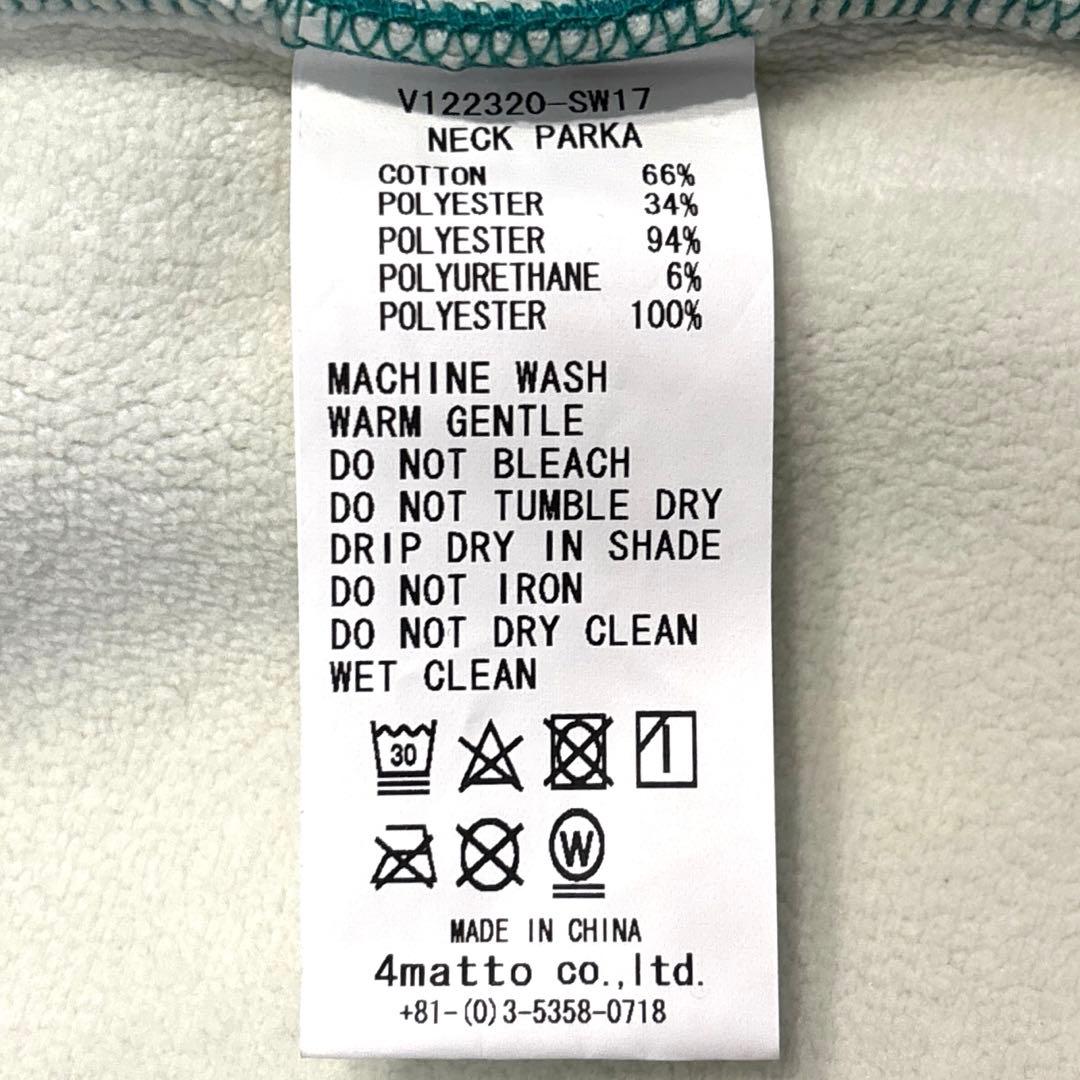 V122320-SW17
NECK PARKA
COTTON 66%
POLYESTER 34%
POLYESTER 94%
POLYURETHANE 6%
POLYESTER 100%
MACHINE WASH
WARM GENTLE
DO NOT BLEACH
DO NOT TUMBLE DRY
DRIP DRY IN SHADE
DO NOT IRON
DO NOT DRY CLEAN
WET CLEAN
30
W
MADE IN CHINA
4matto co.,ltd.
+81-(0)3-5358-0718